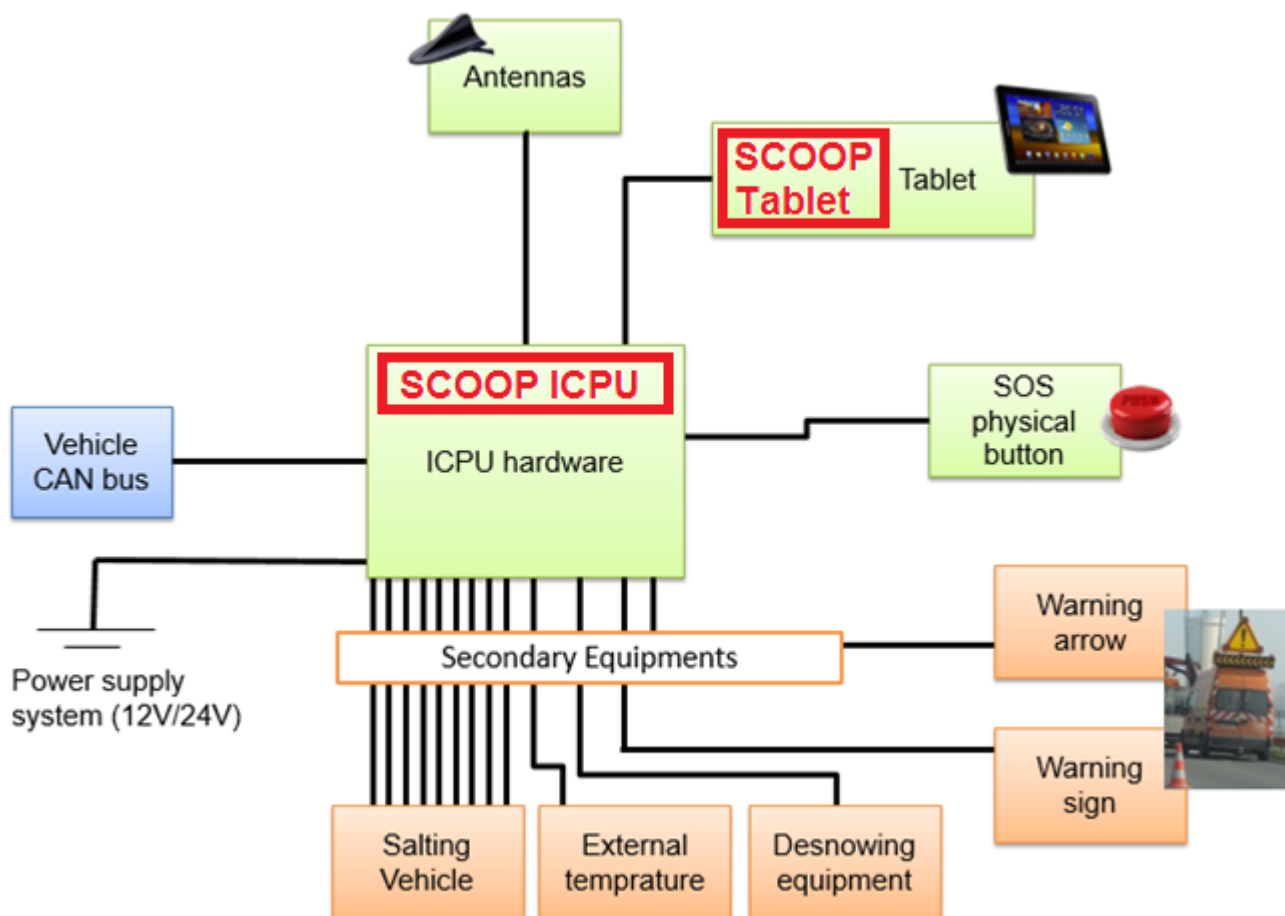 Antennas
SCOOP
Tablet
Tablet
SCOOP ICPU
ICPU hardware
SOS
physical
button
PUSH
Vehicle
CAN bus
Power supply
system (12V/24V)
Secondary Equipments
Warning
arrow
Warning
sign
Salting
Vehicle
External
temprature
Desnowing
equipment